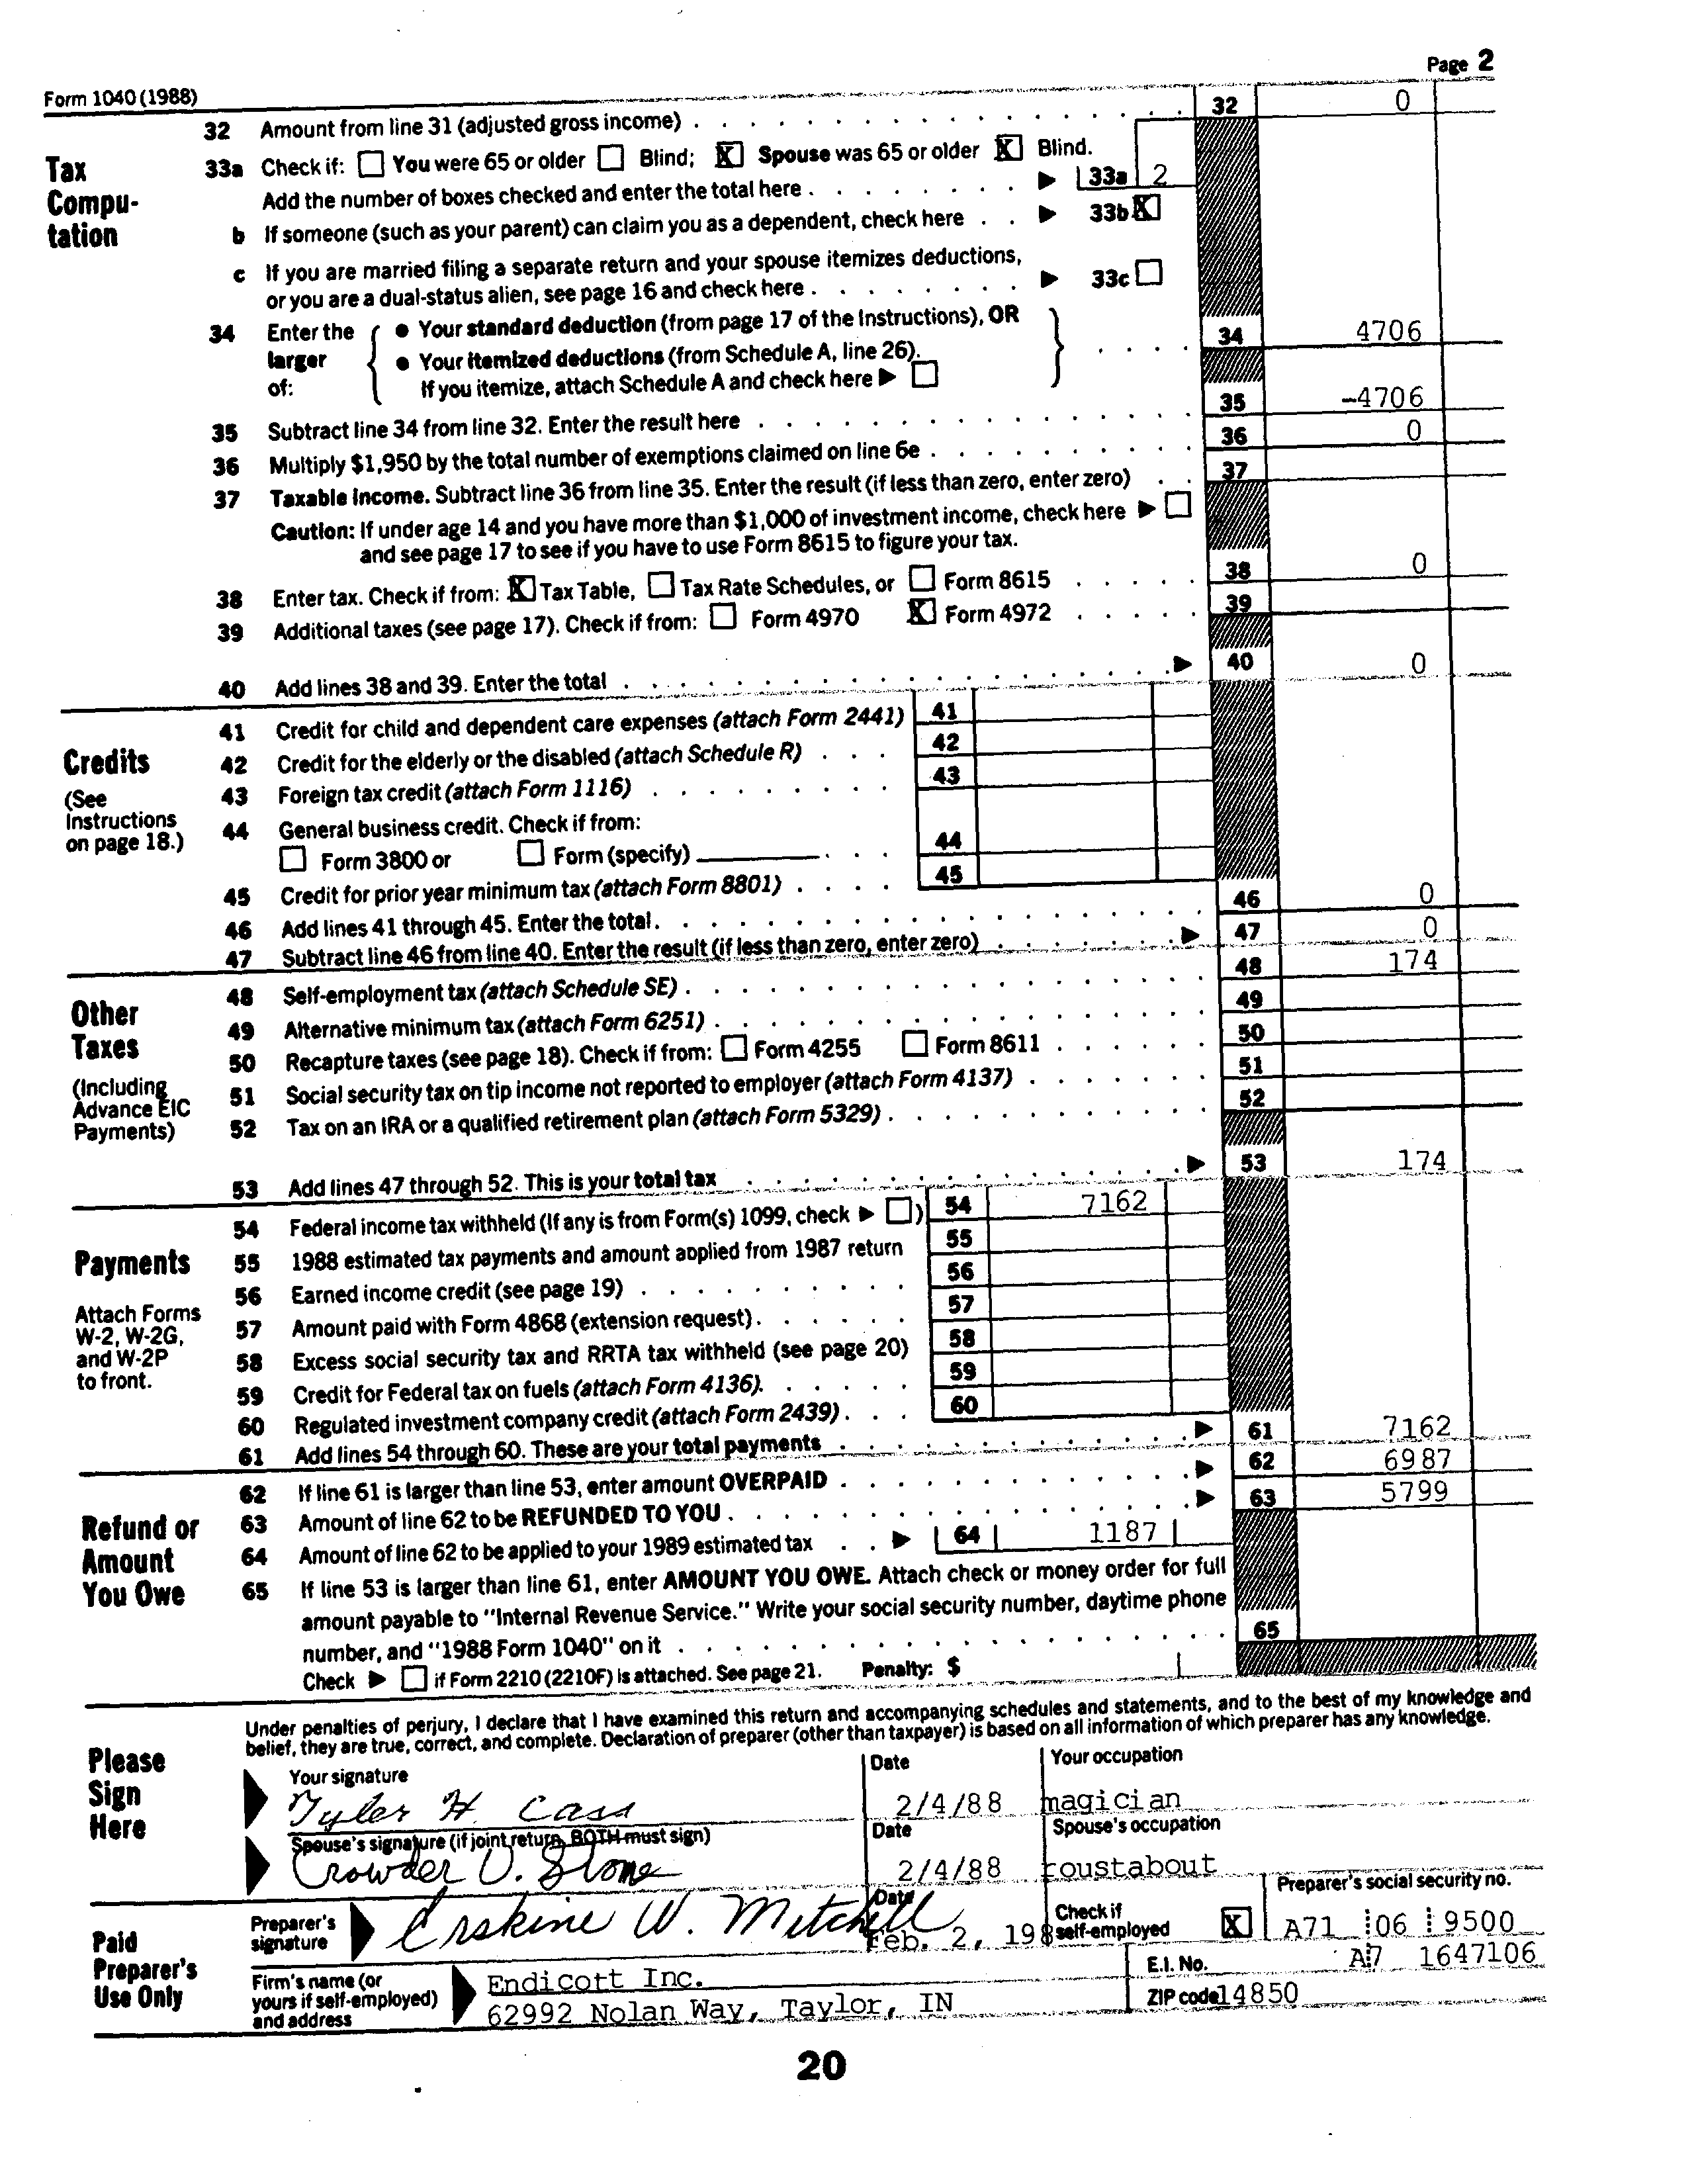 Page 2
Form 1040 (1988)
32 Amount from line 31 (adjusted gross income) 32 0
Tax Computation
33a Check if: You were 65 or older Blind; X Spouse was 65 or older X Blind.
Add the number of boxes checked and enter the total here 33a 2
b If someone (such as your parent) can claim you as a dependent, check here 33b X
c If you are married filing a separate return and your spouse itemizes deductions,
or you are a dual-status alien, see page 16 and check here 33c
34 Enter the larger of: { ● Your standard deduction (from page 17 of the Instructions), OR
● Your itemized deductions (from Schedule A, line 26).
If you itemize, attach Schedule A and check here } 34 4706
35 Subtract line 34 from line 32. Enter the result here 35 -4706
36 Multiply $1,950 by the total number of exemptions claimed on line 6e 36 0
37 Taxable income. Subtract line 36 from line 35. Enter the result (if less than zero, enter zero) 37
Caution: If under age 14 and you have more than $1,000 of investment income, check here
and see page 17 to see if you have to use Form 8615 to figure your tax.
38 Enter tax. Check if from: X Tax Table, Tax Rate Schedules, or Form 8615 38 0
39 Additional taxes (see page 17). Check if from: Form 4970 X Form 4972 39
40 Add lines 38 and 39. Enter the total 40 0
Credits
(See Instructions on page 18.)
41 Credit for child and dependent care expenses (attach Form 2441) 41
42 Credit for the elderly or the disabled (attach Schedule R) 42
43 Foreign tax credit (attach Form 1116) 43
44 General business credit. Check if from:
Form 3800 or Form (specify) 44
45 Credit for prior year minimum tax (attach Form 8801) 45
46 Add lines 41 through 45. Enter the total. 46 0
47 Subtract line 46 from line 40. Enter the result (if less than zero, enter zero) 47 0
Other Taxes
(Including Advance EIC Payments)
48 Self-employment tax (attach Schedule SE) 48 174
49 Alternative minimum tax (attach Form 6251) 49
50 Recapture taxes (see page 18). Check if from: Form 4255 Form 8611 50
51 Social security tax on tip income not reported to employer (attach Form 4137) 51
52 Tax on an IRA or a qualified retirement plan (attach Form 5329) 52
53 Add lines 47 through 52. This is your total tax 53 174
Payments
Attach Forms W-2, W-2G, and W-2P to front.
54 Federal income tax withheld (If any is from Form(s) 1099, check ) 54 7162
55 1988 estimated tax payments and amount applied from 1987 return 55
56 Earned income credit (see page 19) 56
57 Amount paid with Form 4868 (extension request) 57
58 Excess social security tax and RRTA tax withheld (see page 20) 58
59 Credit for Federal tax on fuels (attach Form 4136). 59
60 Regulated investment company credit (attach Form 2439) 60
61 Add lines 54 through 60. These are your total payments 61 7162
Refund or Amount You Owe
62 If line 61 is larger than line 53, enter amount OVERPAID 62 6987
63 Amount of line 62 to be REFUNDED TO YOU 63 5799
64 Amount of line 62 to be applied to your 1989 estimated tax 64 1187
65 If line 53 is larger than line 61, enter AMOUNT YOU OWE. Attach check or money order for full
amount payable to "Internal Revenue Service." Write your social security number, daytime phone
number, and "1988 Form 1040" on it 65
Check if Form 2210 (2210F) is attached. See page 21. Penalty: $
Please Sign Here
Under penalties of perjury, I declare that I have examined this return and accompanying schedules and statements, and to the best of my knowledge and
belief, they are true, correct, and complete. Declaration of preparer (other than taxpayer) is based on all information of which preparer has any knowledge.
Your signature Date Your occupation
Tyler H. Cass 2/4/88 magician
Spouse's signature (if joint return, BOTH must sign) Date Spouse's occupation
Crowder O. Stone 2/4/88 roustabout
Paid Preparer's Use Only
Preparer's signature Erskine W. Mitchell Date Feb. 2, 198 Check if self-employed X Preparer's social security no. A71 06 9500
Firm's name (or yours if self-employed) and address
Endicott Inc. E.I. No. A7 1647106
62992 Nolan Way, Taylor, IN ZIP code 14850
20